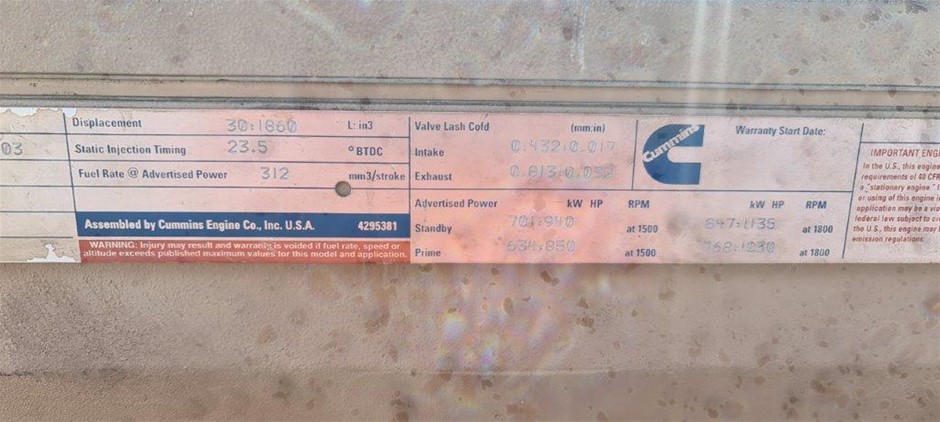 03
Displacement 30:1860 L: in3
Static Injection Timing 23.5 °BTDC
Fuel Rate @ Advertised Power 312 mm3/stroke
Assembled by Cummins Engine Co., Inc. U.S.A. 4295381
WARNING: Injury may result and warranty is voided if fuel rate, speed or
altitude exceeds published maximum values for this model and application.
Valve Lash Cold (mm:in)
Intake 0.432:0.017
Exhaust 0.813:0.032
Advertised Power kW HP RPM kW HP RPM
Standby 701:940 at 1500 847:1135 at 1800
Prime 634:850 at 1500 at 1800
Cummins
Warranty Start Date:
IMPORTANT ENGI
In the U.S., this engine
requirements of 40 CFR
a "stationary engine"
or using of this engine i
application may be a vio
federal law subject to ci
the U.S., this engine may b
emission regulations.